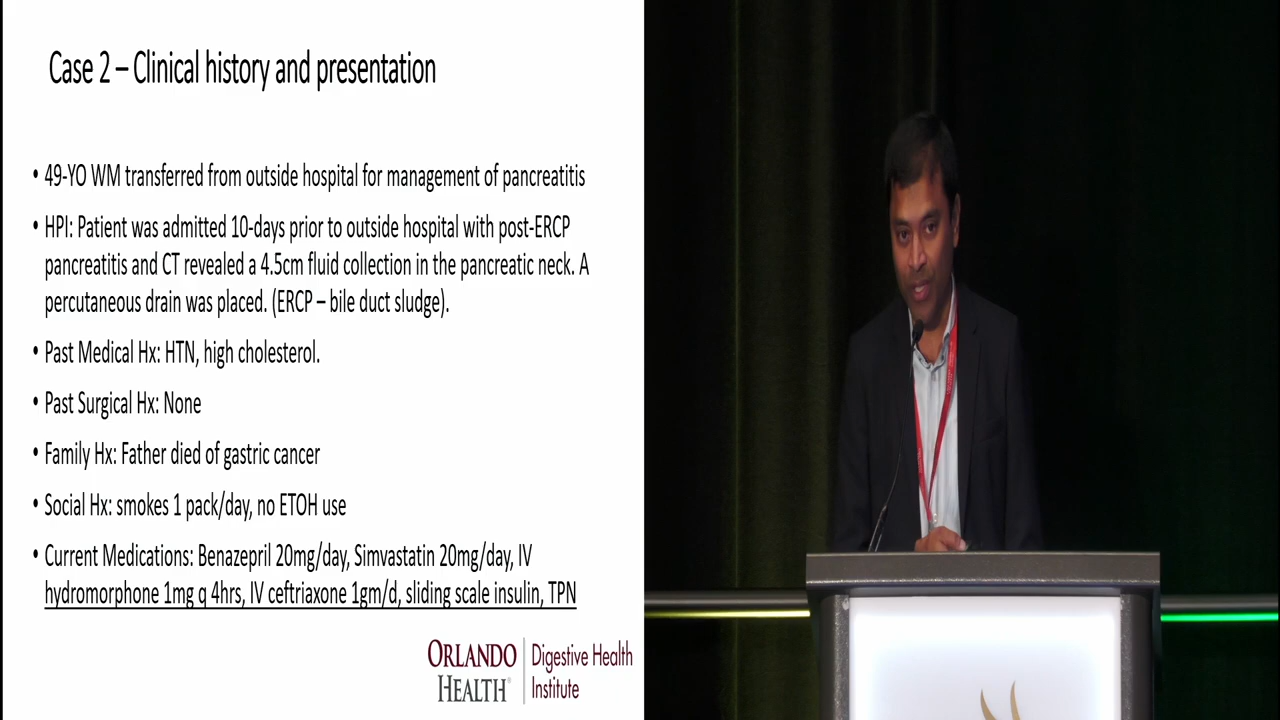 Case 2 – Clinical history and presentation
• 49-YO WM transferred from outside hospital for management of pancreatitis
• HPI: Patient was admitted 10-days prior to outside hospital with post-ERCP
pancreatitis and CT revealed a 4.5cm fluid collection in the pancreatic neck. A
percutaneous drain was placed. (ERCP – bile duct sludge).
• Past Medical Hx: HTN, high cholesterol.
• Past Surgical Hx: None
• Family Hx: Father died of gastric cancer
• Social Hx: smokes 1 pack/day, no ETOH use
• Current Medications: Benazepril 20mg/day, Simvastatin 20mg/day, IV
hydromorphone 1mg q 4hrs, IV ceftriaxone 1gm/d, sliding scale insulin, TPN
ORLANDO HEALTH®
Digestive Health
Institute